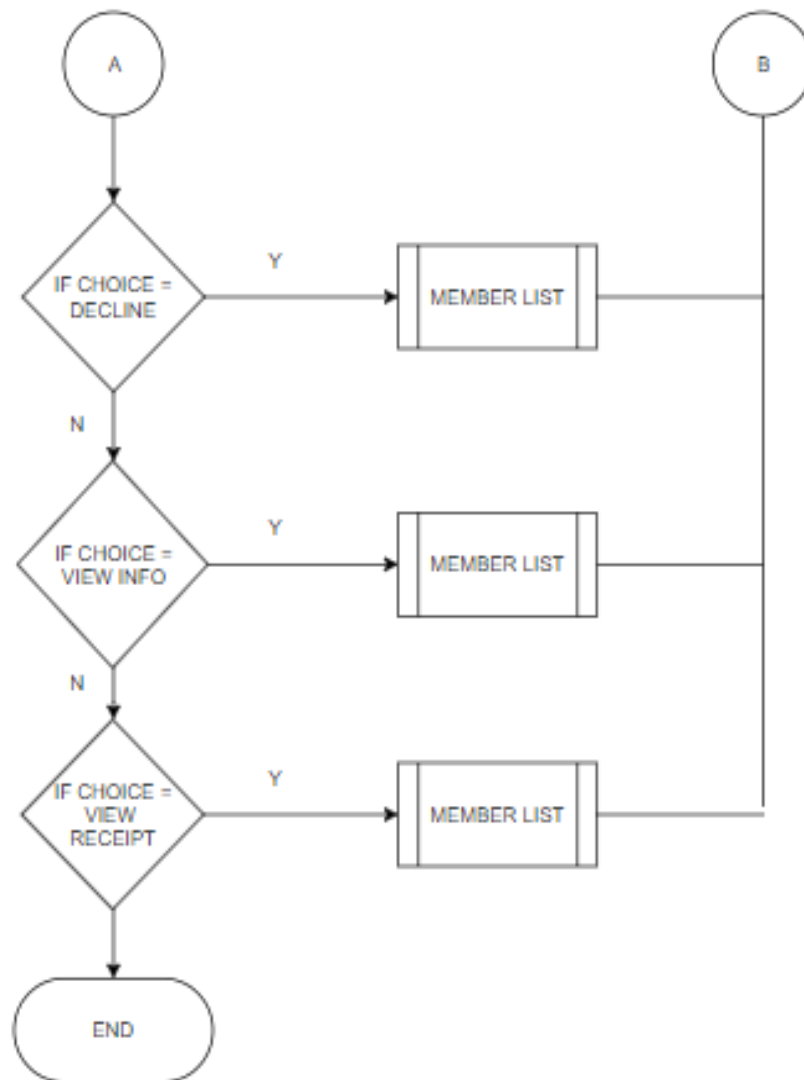 A
B
IF CHOICE =
DECLINE
Y
MEMBER LIST
N
IF CHOICE =
VIEW INFO
Y
MEMBER LIST
N
IF CHOICE =
VIEW
RECEIPT
Y
MEMBER LIST
END